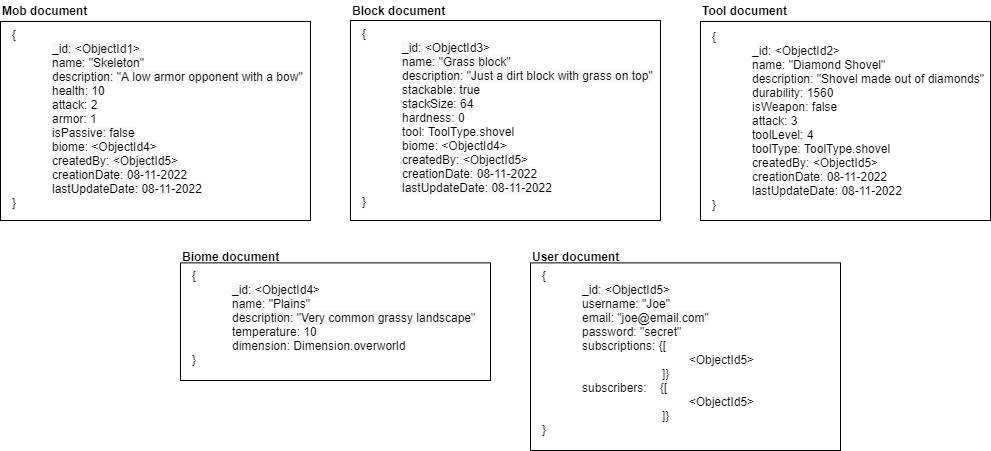 Mob document
{
_id: <ObjectId1>
name: "Skeleton"
description: "A low armor opponent with a bow"
health: 10
attack: 2
armor: 1
isPassive: false
biome: <ObjectId4>
createdBy: <ObjectId5>
creationDate: 08-11-2022
lastUpdateDate: 08-11-2022
}
Block document
{
_id: <ObjectId3>
name: "Grass block"
description: "Just a dirt block with grass on top"
stackable: true
stackSize: 64
hardness: 0
tool: ToolType.shovel
biome: <ObjectId4>
createdBy: <ObjectId5>
creationDate: 08-11-2022
lastUpdateDate: 08-11-2022
}
Tool document
{
_id: <ObjectId2>
name: "Diamond Shovel"
description: "Shovel made out of diamonds"
durability: 1560
isWeapon: false
attack: 3
toolLevel: 4
toolType: ToolType.shovel
createdBy: <ObjectId5>
creationDate: 08-11-2022
lastUpdateDate: 08-11-2022
}
Biome document
{
_id: <ObjectId4>
name: "Plains"
description: "Very common grassy landscape"
temperature: 10
dimension: Dimension.overworld
}
User document
{
_id: <ObjectId5>
username: "Joe"
email: "joe@email.com"
password: "secret"
subscriptions: {[
<ObjectId5>
]}
subscribers: {[
<ObjectId5>
]}
}